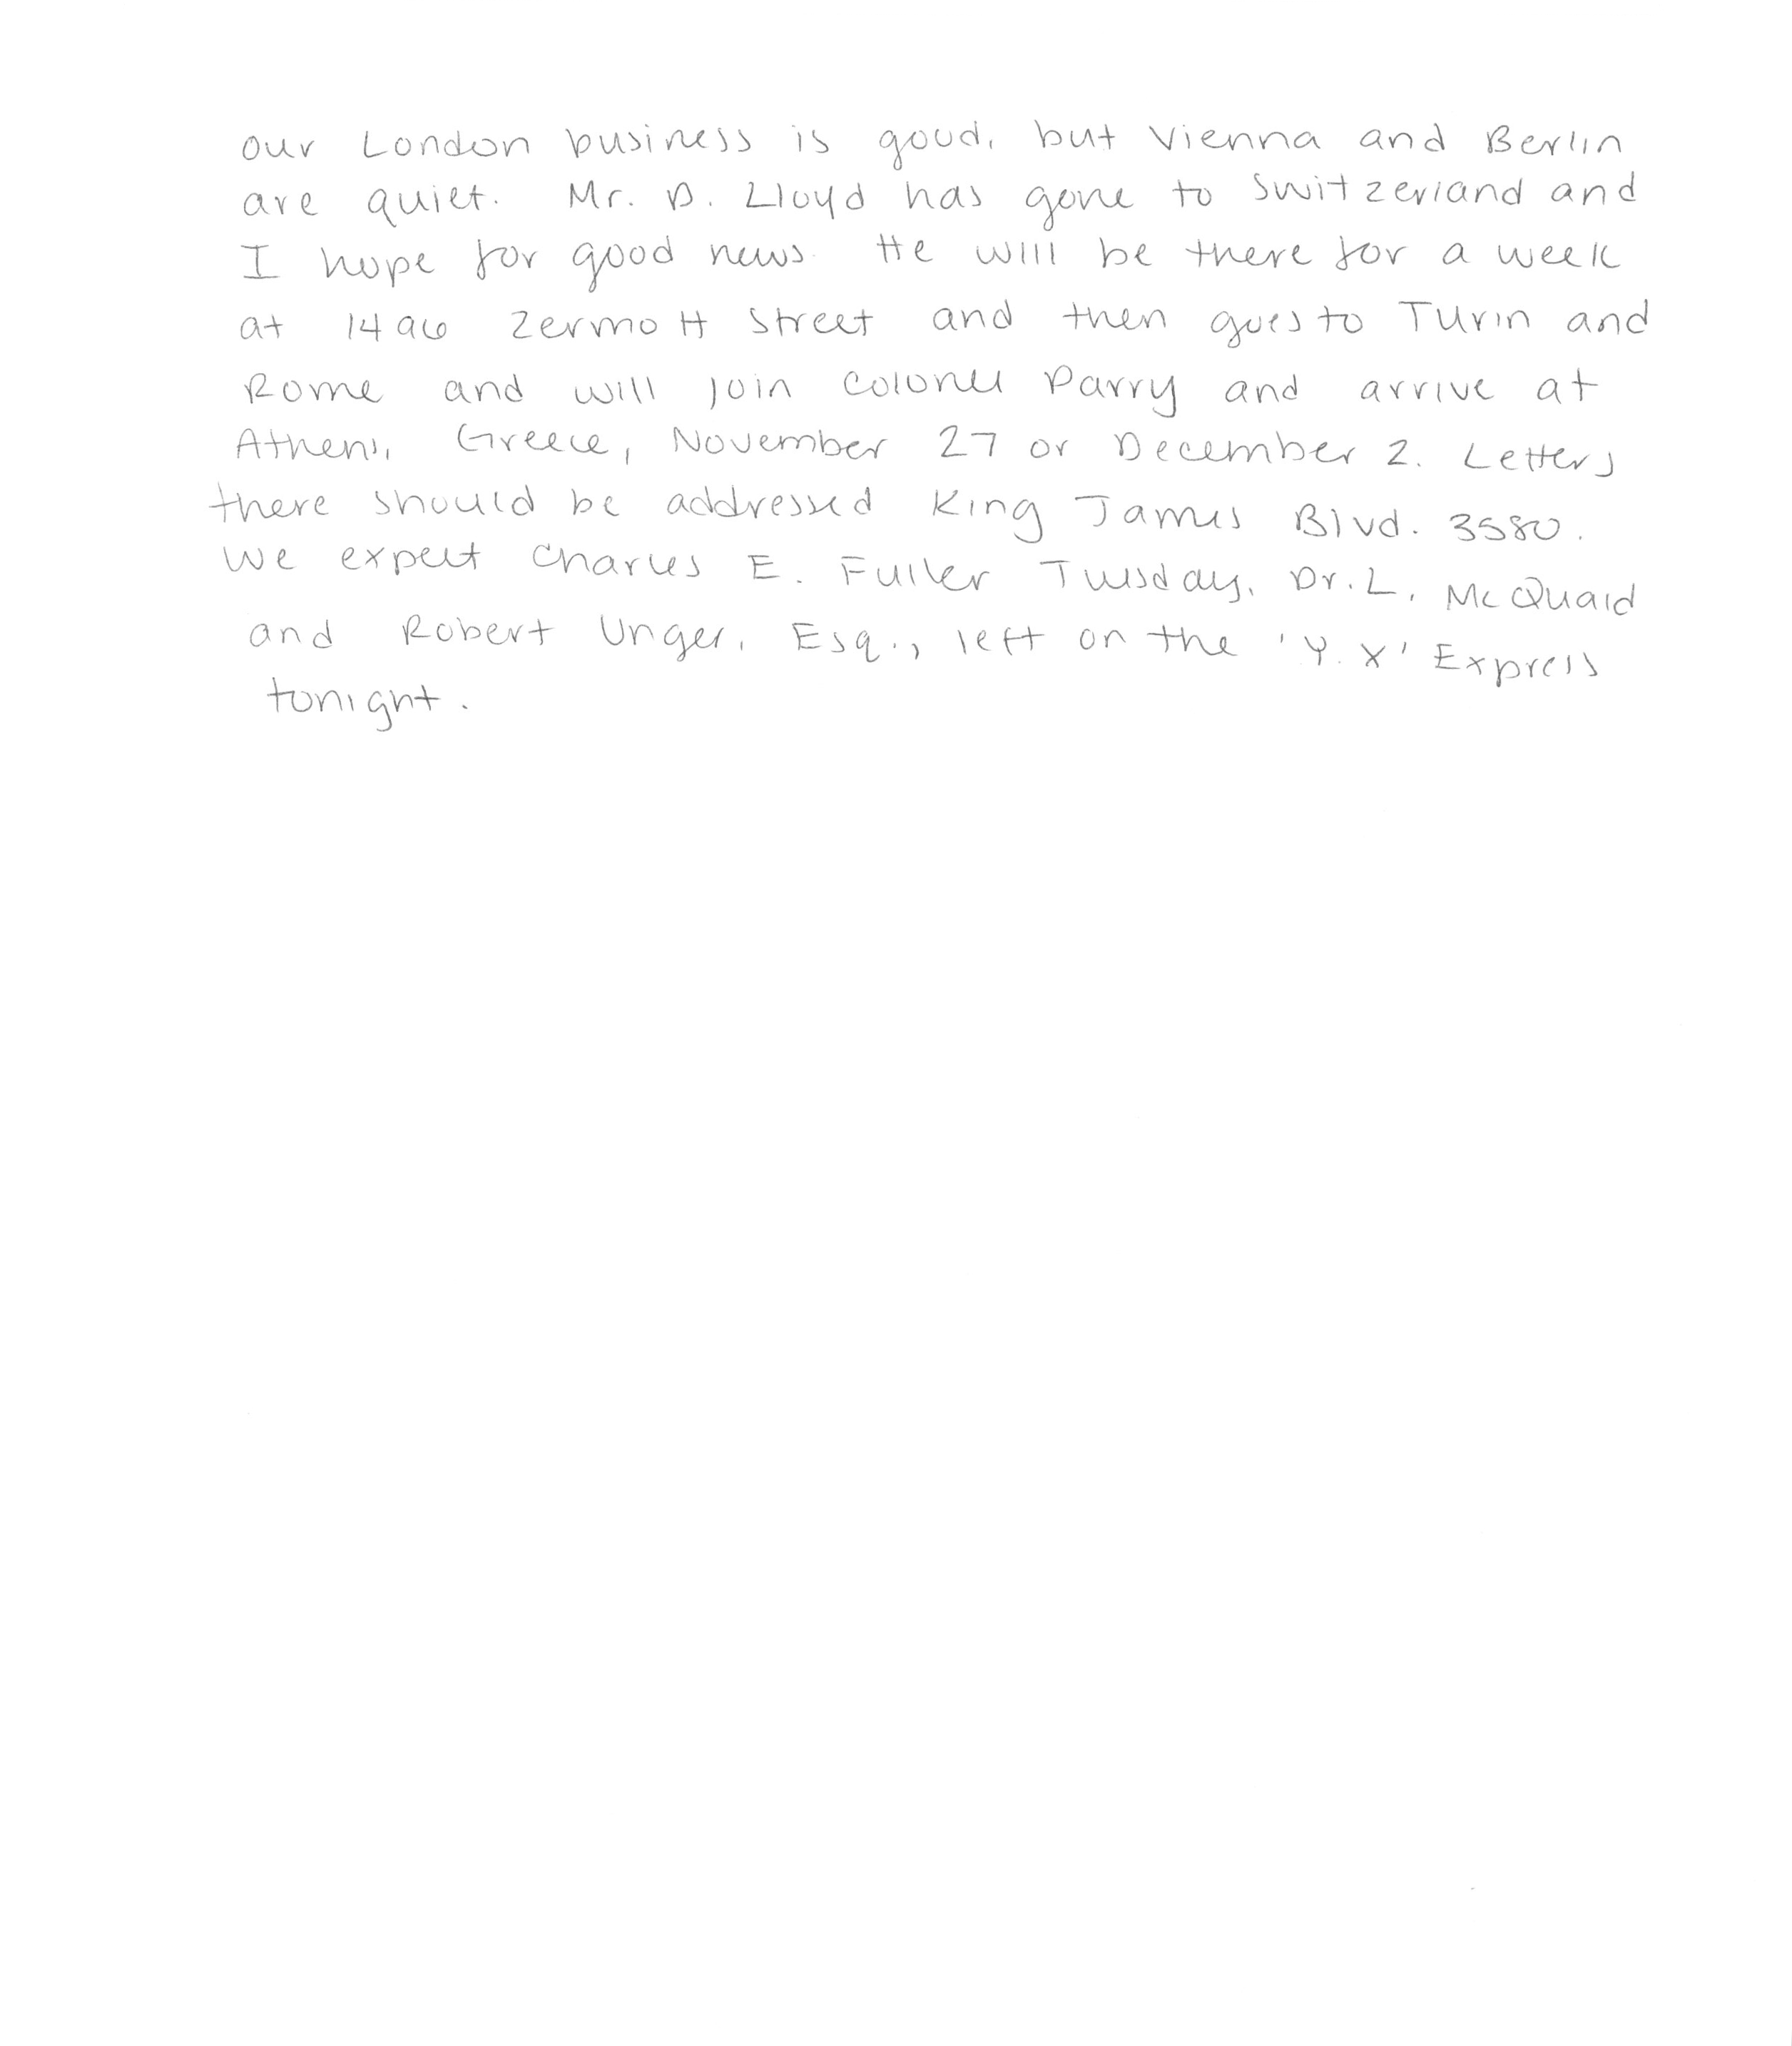 our London business is good, but Vienna and Berlin
are quiet. Mr. D. Lloyd has gone to Switzerland and
I hope for good news. He will be there for a week
at 1496 Zermott Street and then goes to Turin and
Rome and will join Colonel Parry and arrive at
Athens, Greece, November 27 or December 2. Letters
there should be addressed King James Blvd. 3580.
We expect Charles E. Fuller Tuesday. Dr. L. McQuaid
and Robert Unger, Esq., left on the 'Y.X' Express
tonight.